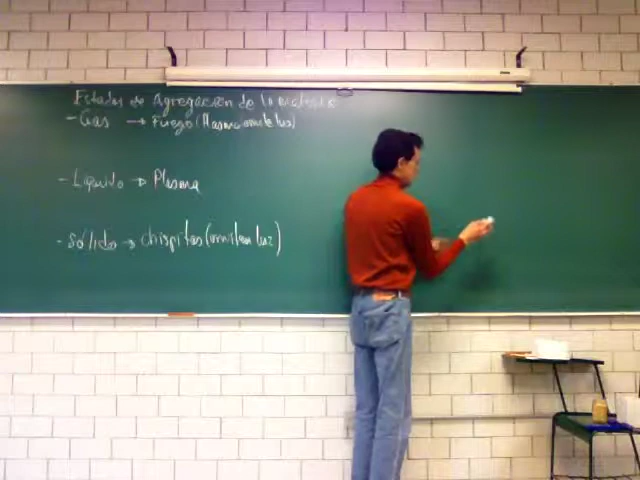 Estados de Agregación de la materia
- Gas → Fuego (Plasma emite luz)
- Líquido → Plasma
- Sólido → chispitas (emiten luz)